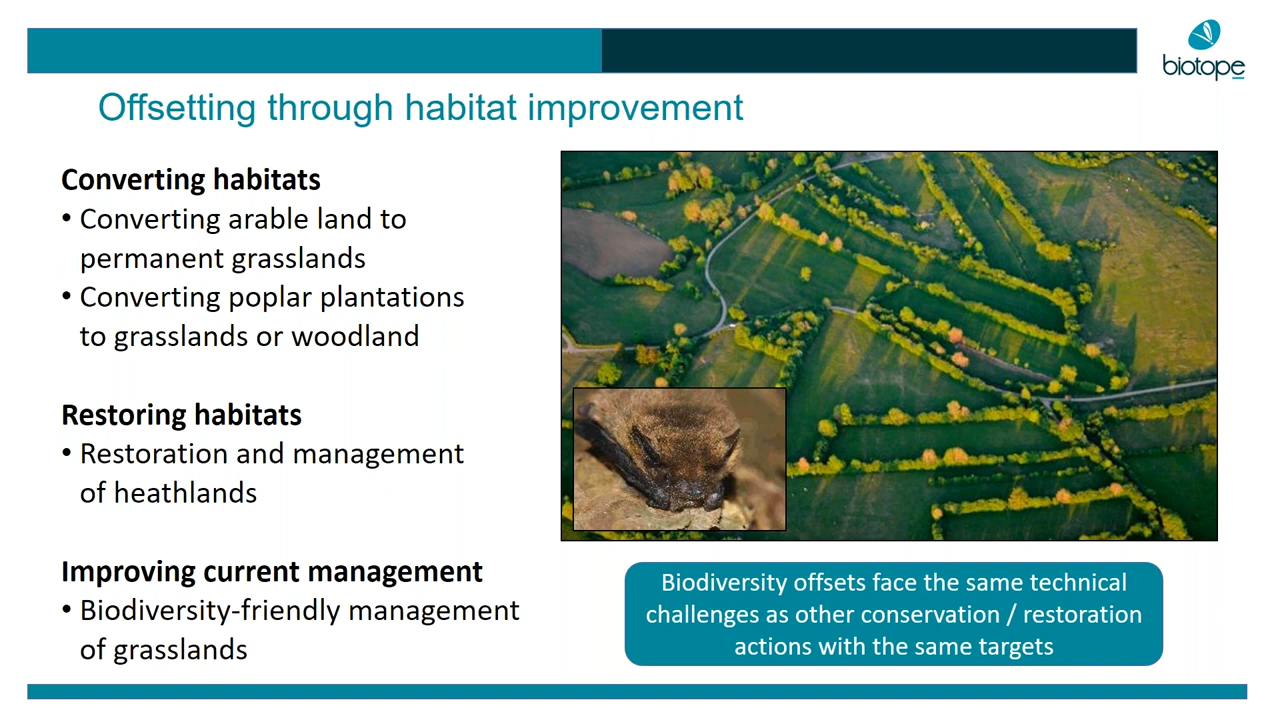 biotope
Offsetting through habitat improvement
Converting habitats
• Converting arable land to
permanent grasslands
• Converting poplar plantations
to grasslands or woodland
Restoring habitats
• Restoration and management
of heathlands
Improving current management
• Biodiversity-friendly management
of grasslands
Biodiversity offsets face the same technical
challenges as other conservation / restoration
actions with the same targets